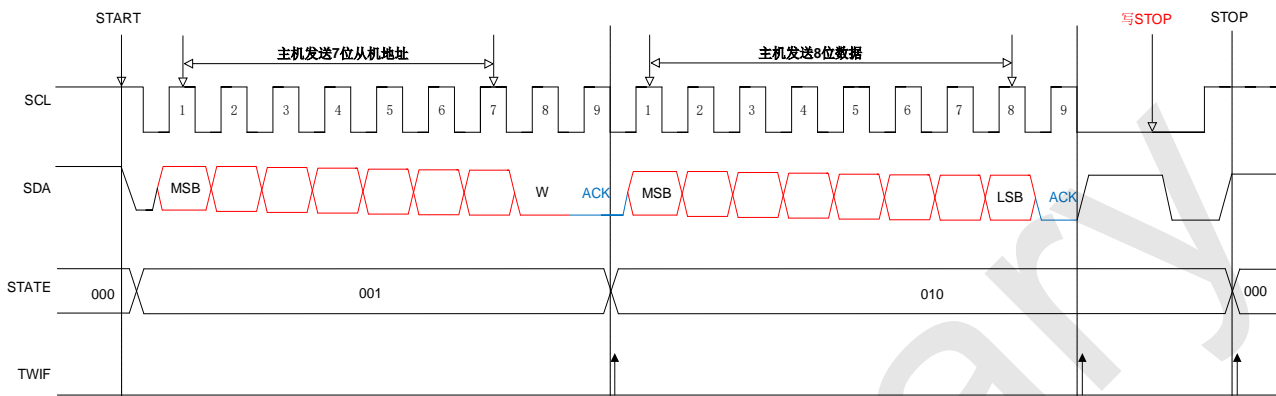 START 写STOP STOP
主机发送7位从机地址 主机发送8位数据
SCL 1 2 3 4 5 6 7 8 9 1 2 3 4 5 6 7 8 9
SDA MSB W ACK MSB LSB ACK
STATE 000 001 010 000
TWIF